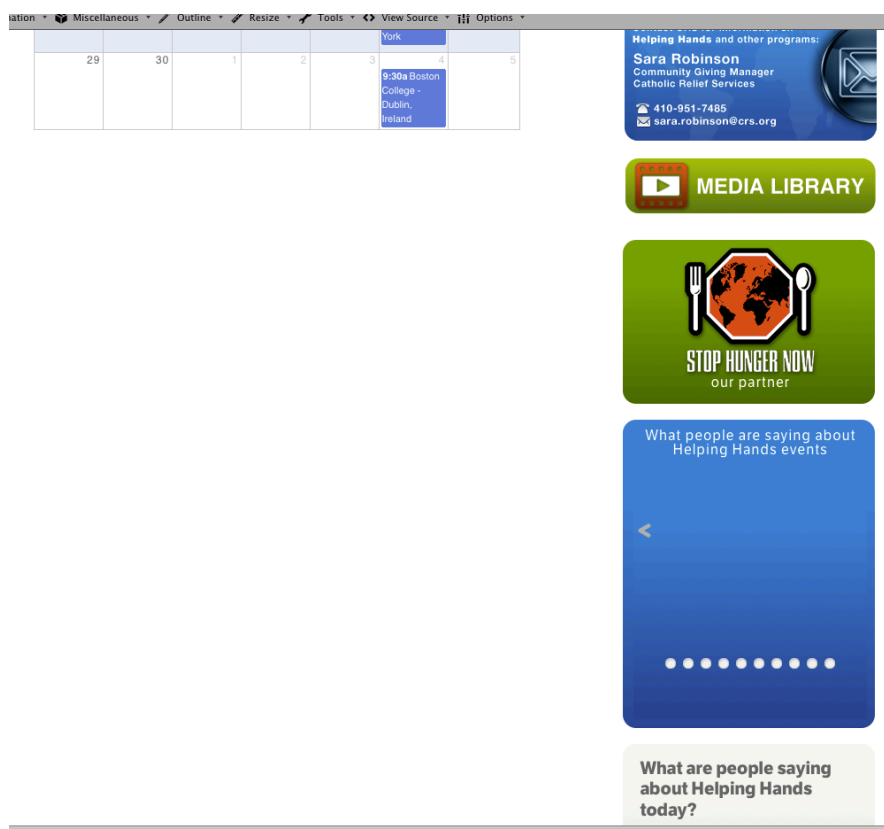 Miscellaneous Outline Resize Tools View Source Options
York
29 30 1 2 3 4 5
9:30a Boston
College -
Dublin,
Ireland
Helping Hands and other programs:
Sara Robinson
Community Giving Manager
Catholic Relief Services
410-951-7485
sara.robinson@crs.org
MEDIA LIBRARY
STOP HUNGER NOW
our partner
What people are saying about
Helping Hands events
<
What are people saying
about Helping Hands
today?